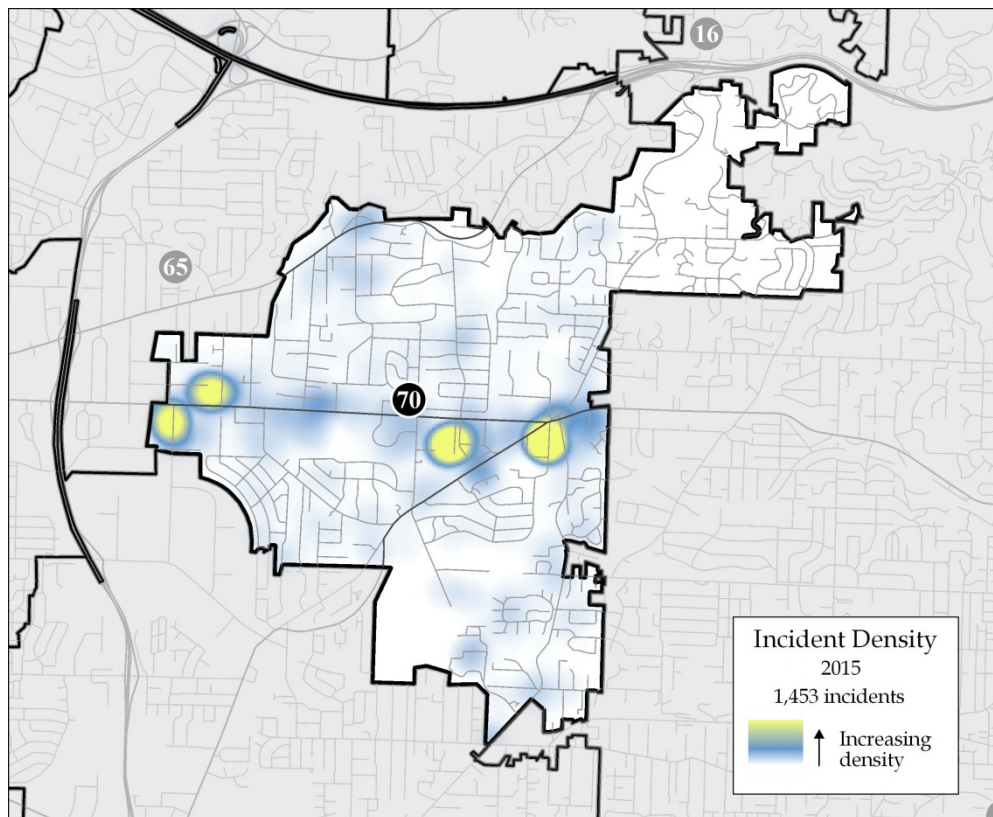 16
65
70
Incident Density
2015
1,453 incidents
Increasing
density